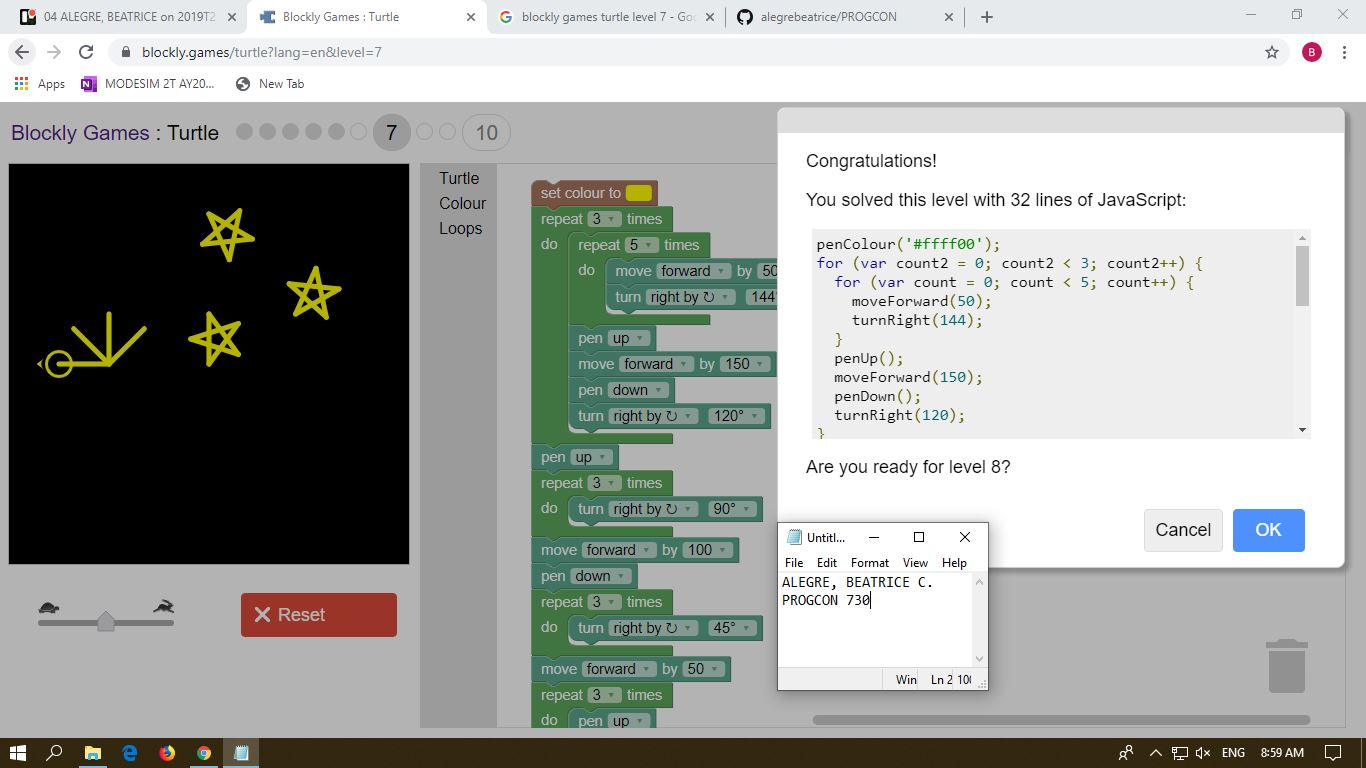 04 ALEGRE, BEATRICE on 2019T2
Blockly Games : Turtle
blockly games turtle level 7 - Goo
alegrebeatrice/PROGCON
blockly.games/turtle?lang=en&level=7
B
Apps
MODESIM 2T AY20...
New Tab
Blockly Games : Turtle
7
10
Turtle
Colour
Loops
set colour to
repeat 3 times
do repeat 5 times
do move forward by 50
turn right by 144°
pen up
move forward by 150
pen down
turn right by 120°
pen up
repeat 3 times
do turn right by 90°
move forward by 100
pen down
repeat 3 times
do turn right by 45°
move forward by 50
repeat 3 times
do pen up
Reset
Congratulations!
You solved this level with 32 lines of JavaScript:
penColour('#ffff00');
for (var count2 = 0; count2 < 3; count2++) {
for (var count = 0; count < 5; count++) {
moveForward(50);
turnRight(144);
}
penUp();
moveForward(150);
penDown();
turnRight(120);
}
Are you ready for level 8?
Cancel
OK
Untitl...
File Edit Format View Help
ALEGRE, BEATRICE C.
PROGCON 730
Win Ln 2 100
ENG 8:59 AM